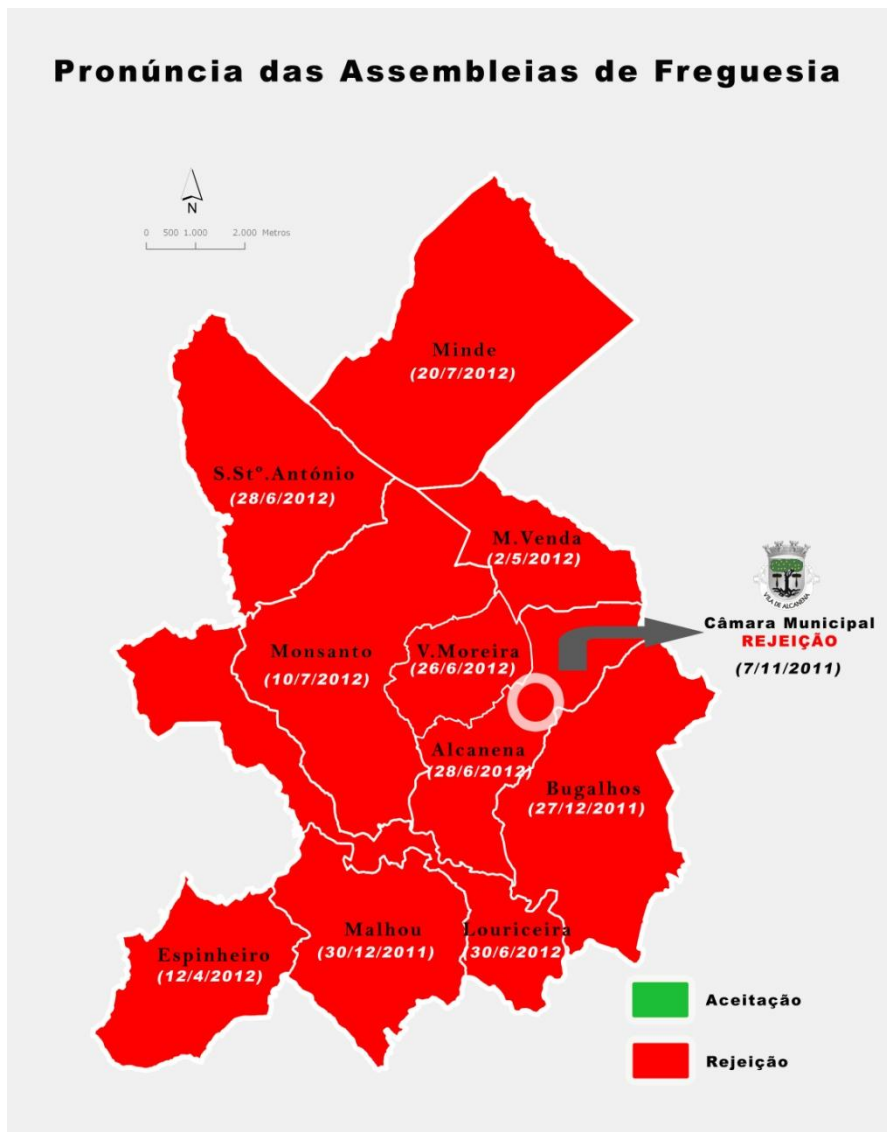 Pronúncia das Assembleias de Freguesia
N
0 500 1.000 2.000 Metros
Minde
(20/7/2012)
S.Stº.António
(28/6/2012)
M.Venda
(2/5/2012)
VILA DE ALCANENA
Câmara Municipal
REJEIÇÃO
(7/11/2011)
Monsanto
(10/7/2012)
V.Moreira
(26/6/2012)
Alcanena
(28/6/2012)
Bugalhos
(27/12/2011)
Espinheiro
(12/4/2012)
Malhou
(30/12/2011)
Louriceira
(30/6/2012)
Aceitação
Rejeição